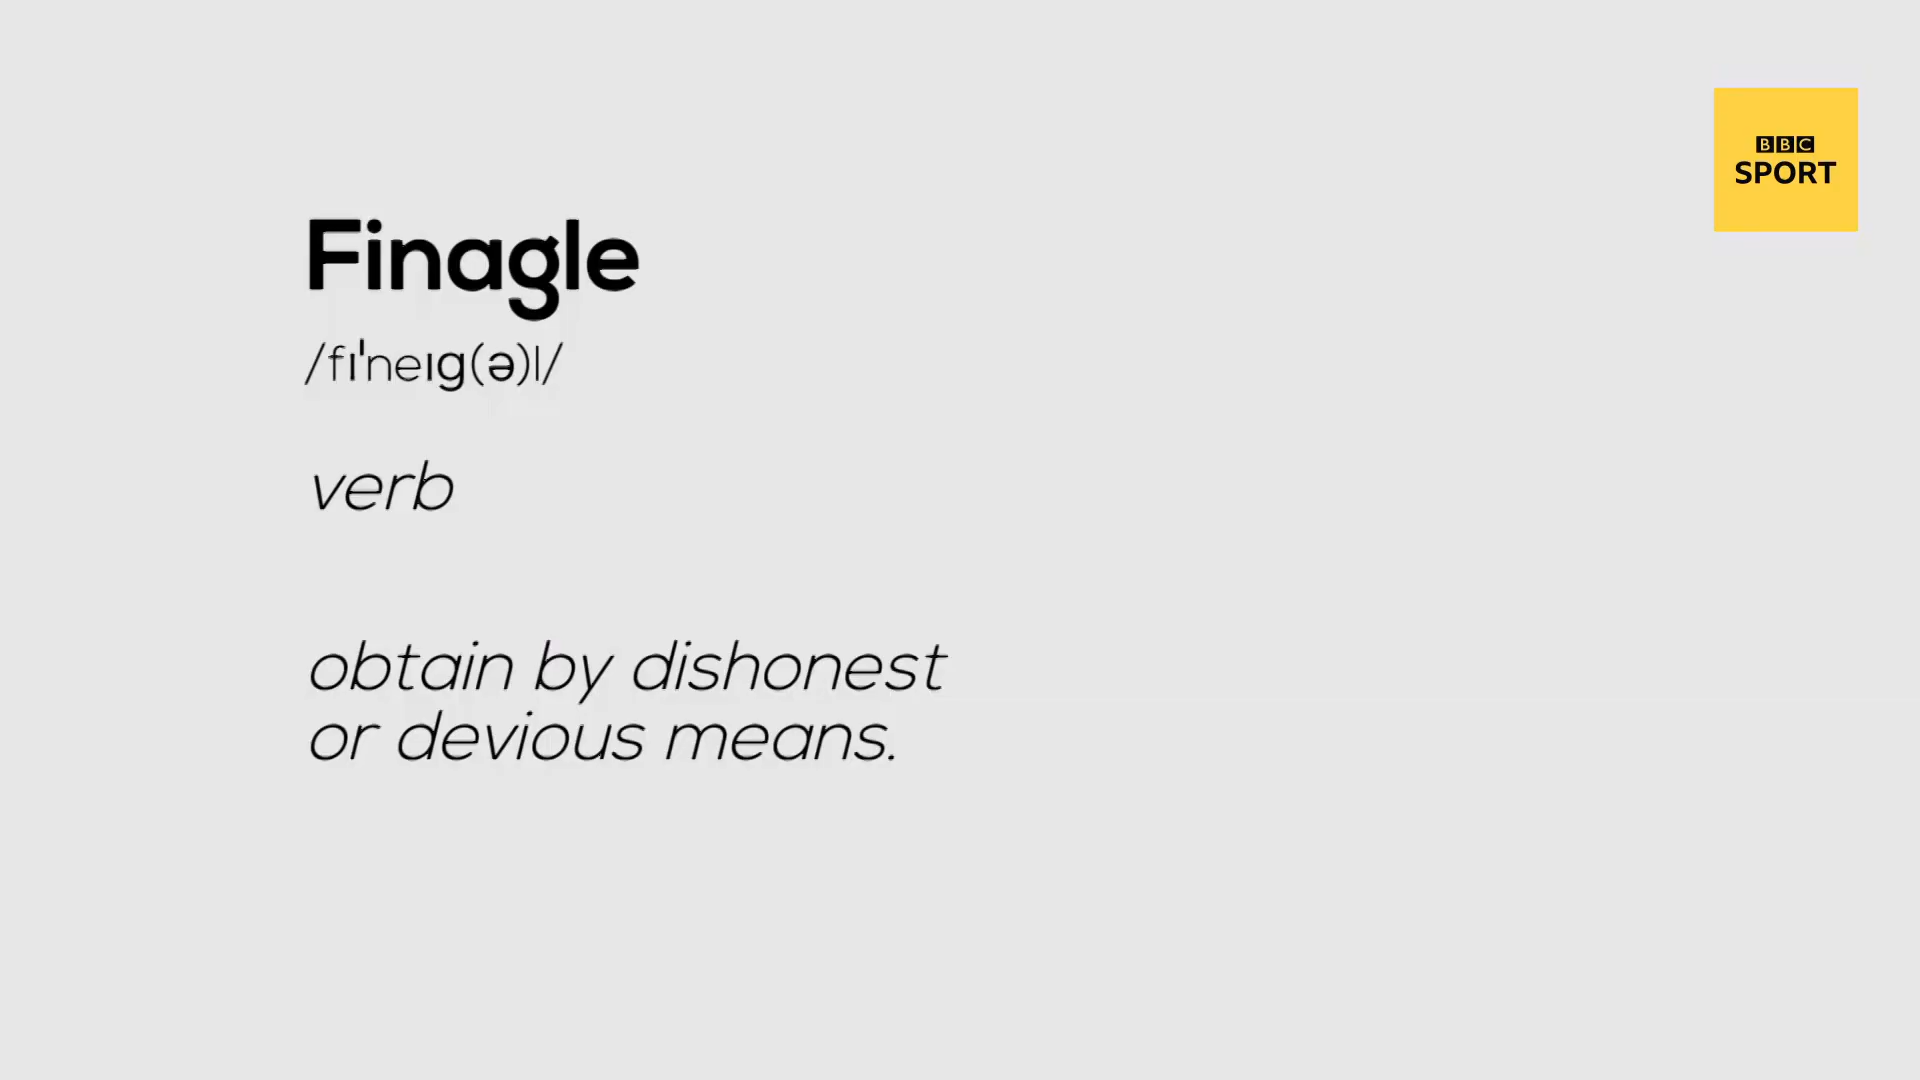 BBC
SPORT
Finagle
/fɪˈneɪɡ(ə)l/
verb
obtain by dishonest
or devious means.